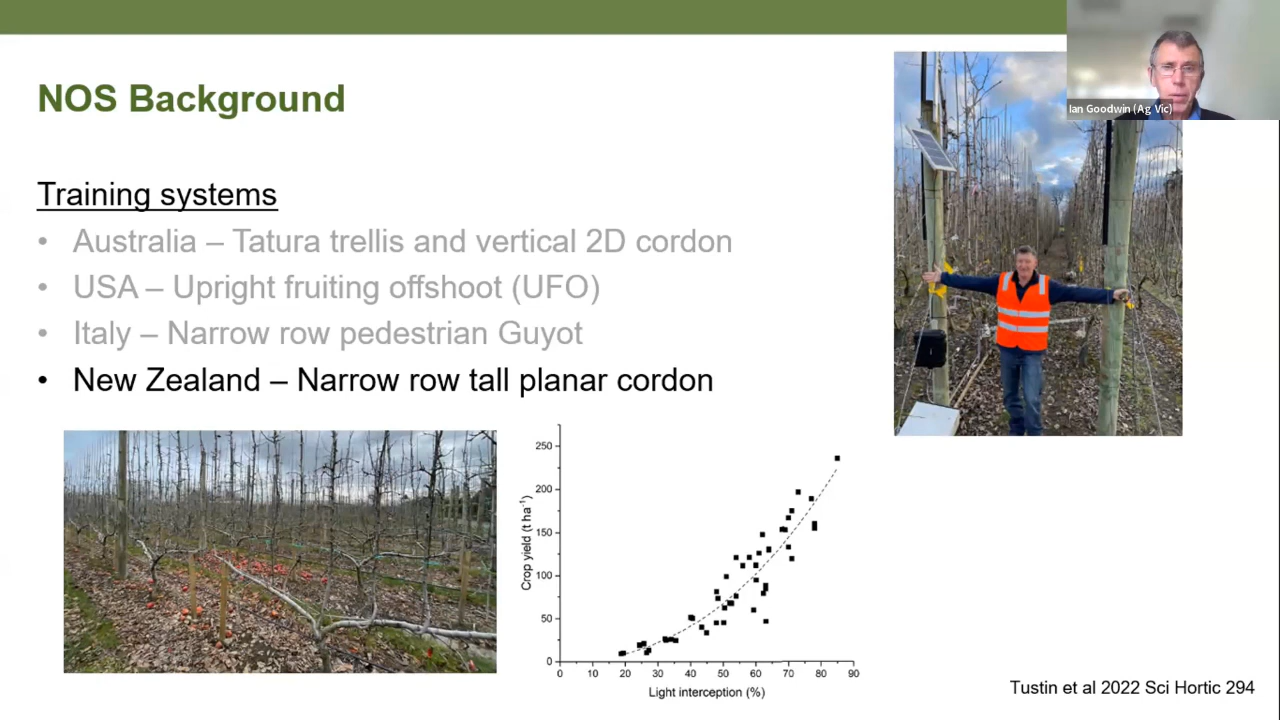 Ian Goodwin (Ag Vic)
NOS Background
Training systems
• Australia – Tatura trellis and vertical 2D cordon
• USA – Upright fruiting offshoot (UFO)
• Italy – Narrow row pedestrian Guyot
• New Zealand – Narrow row tall planar cordon
Crop yield (t ha⁻¹)
250
200
150
100
50
0
0 10 20 30 40 50 60 70 80 90
Light interception (%)
Tustin et al 2022 Sci Hortic 294